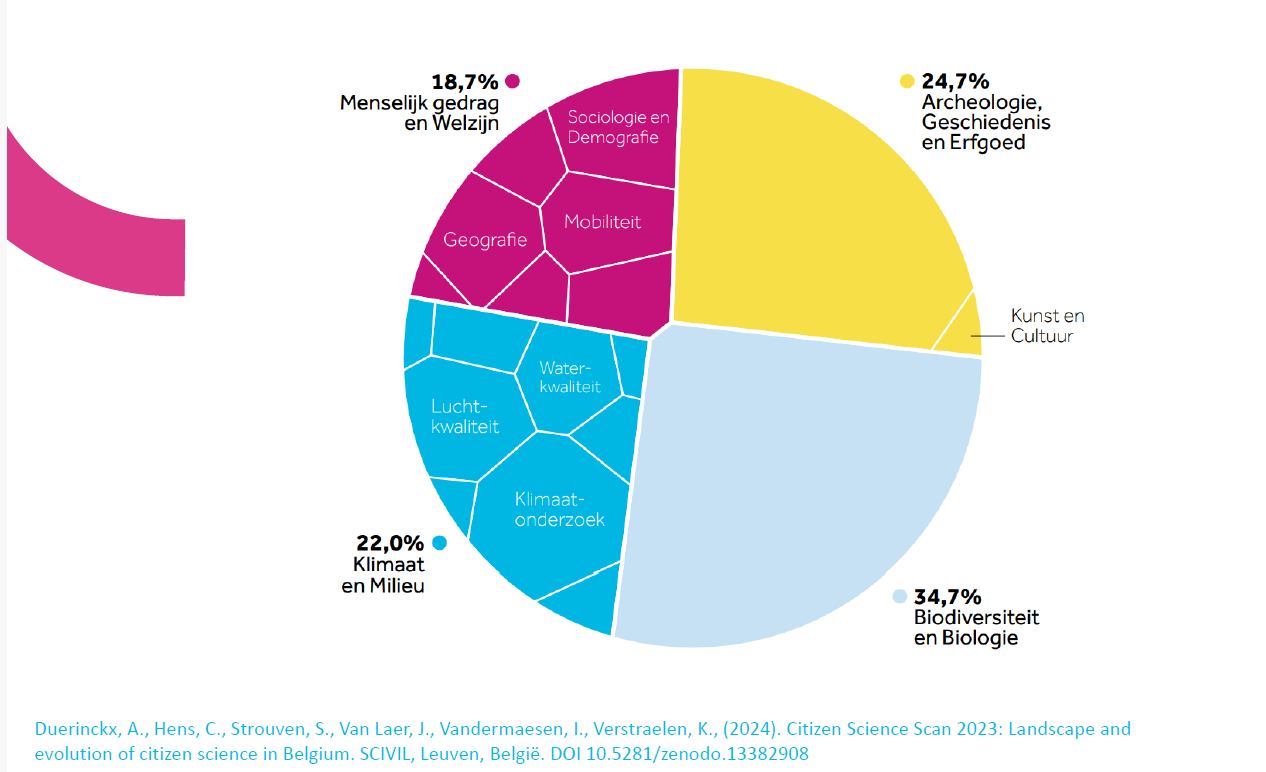 18,7%
Menselijk gedrag
en Welzijn
Sociologie en
Demografie
Mobiliteit
Geografie
24,7%
Archeologie,
Geschiedenis
en Erfgoed
Kunst en
Cultuur
Water-
kwaliteit
Lucht-
kwaliteit
Klimaat-
onderzoek
22,0%
Klimaat
en Milieu
34,7%
Biodiversiteit
en Biologie
Duerinckx, A., Hens, C., Strouven, S., Van Laer, J., Vandermaesen, I., Verstraelen, K., (2024). Citizen Science Scan 2023: Landscape and
evolution of citizen science in Belgium. SCIVIL, Leuven, België. DOI 10.5281/zenodo.13382908